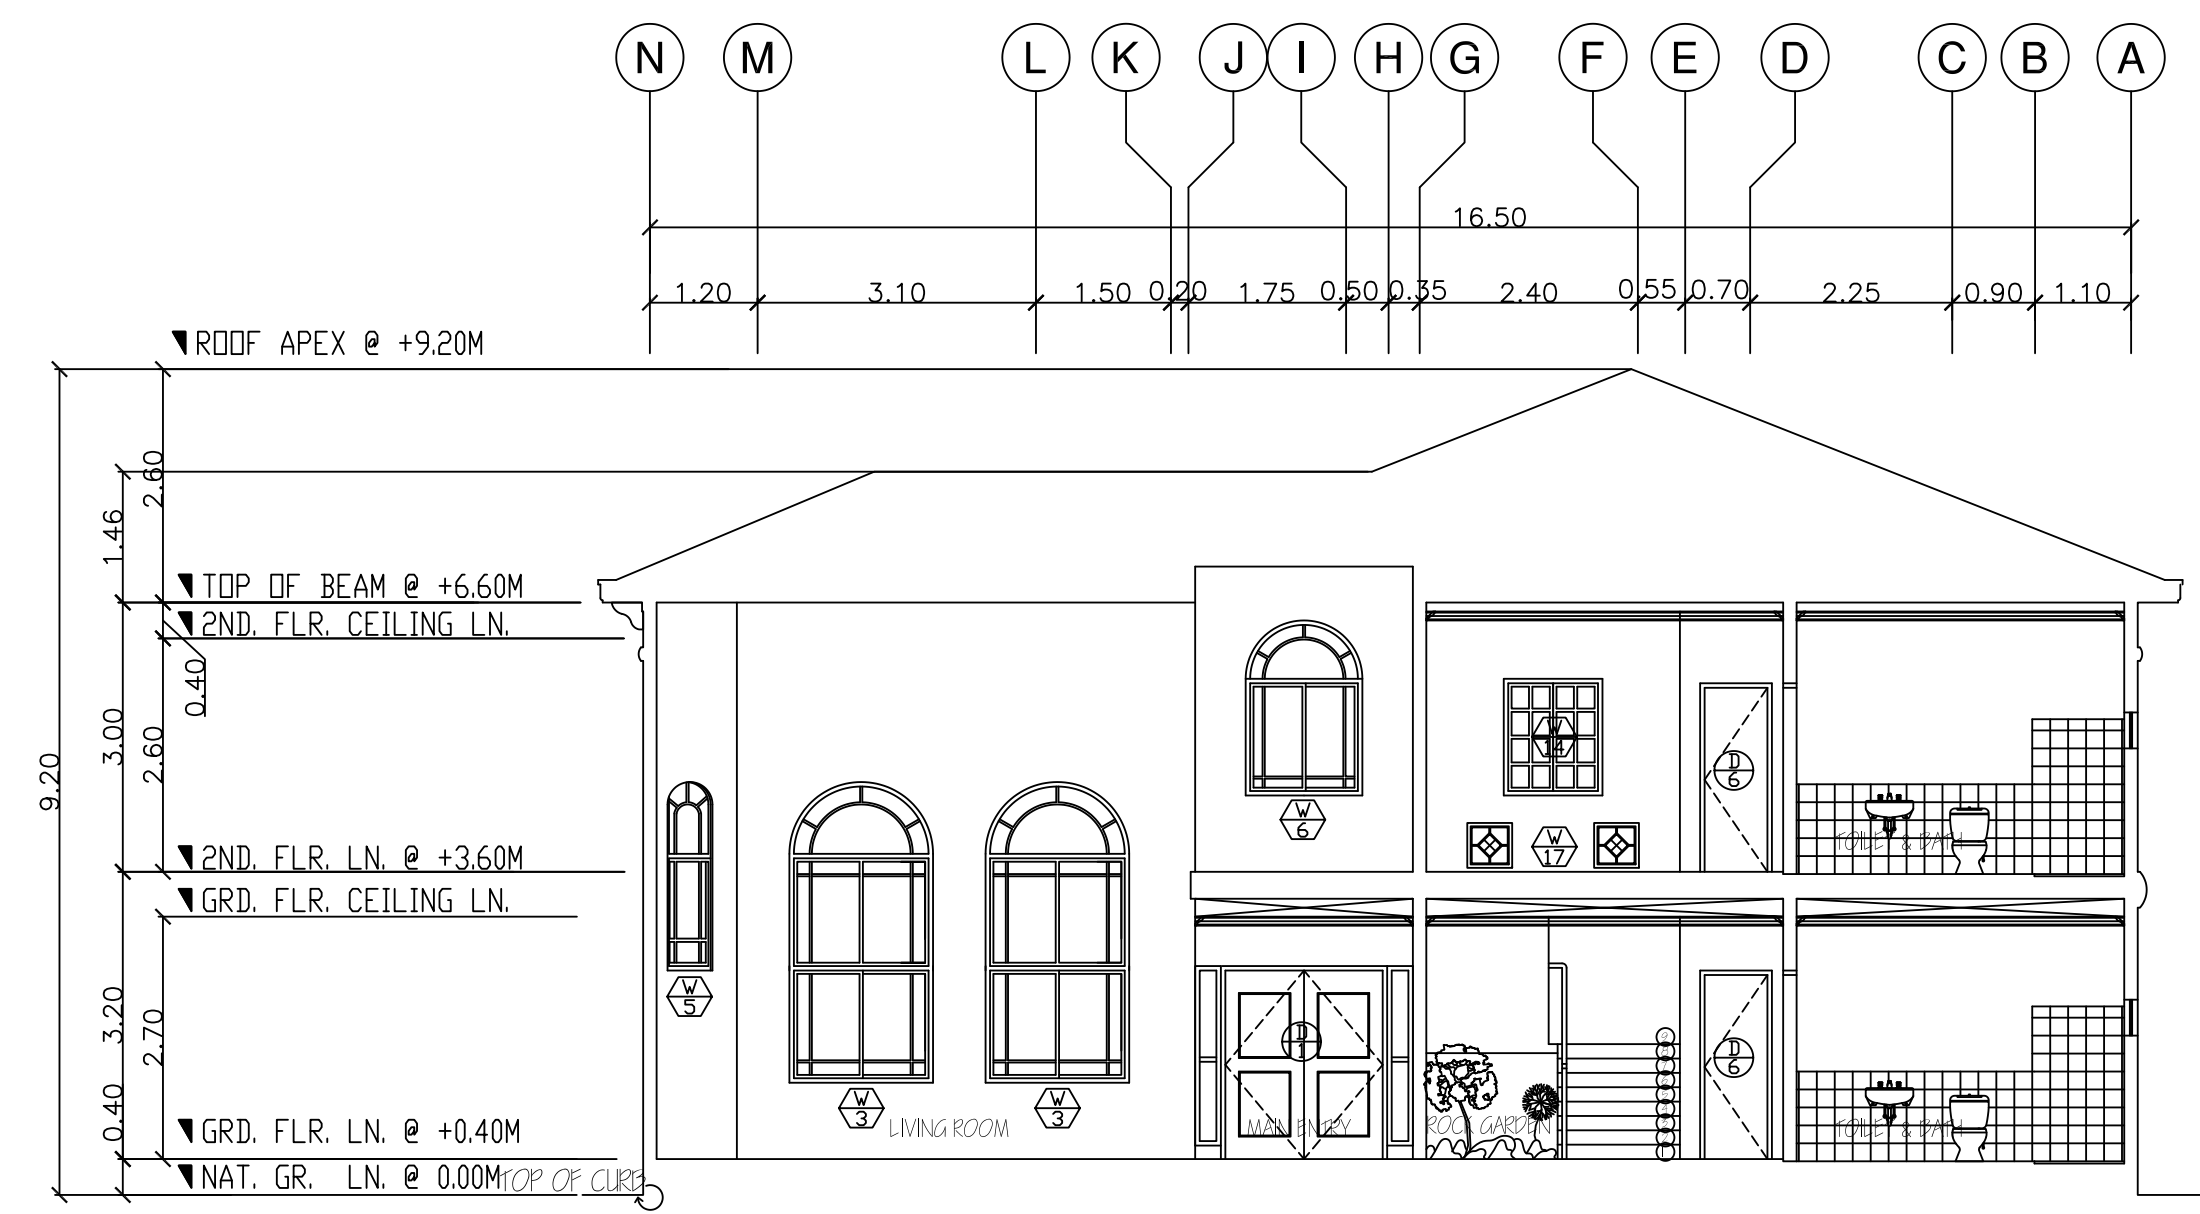 N M L K J I H G F E D C B A
16.50
1.20 3.10 1.50 0.20 1.75 0.50 0.35 2.40 0.55 0.70 2.25 0.90 1.10
ROOF APEX @ +9.20M
2.60
1.46
TOP OF BEAM @ +6.60M
2ND. FLR. CEILING LN.
0.40
3.00
2.60
9.20
W
14
D
6
W
6
W
17
TOILET & BATH
2ND. FLR. LN. @ +3.60M
GRD. FLR. CEILING LN.
3.20
2.70
W
5
D
1
D
6
0.40
W
3
W
3
LIVING ROOM
MAIN ENTRY
ROCK GARDEN
TOILET & BATH
GRD. FLR. LN. @ +0.40M
NAT. GR. LN. @ 0.00M
TOP OF CURB